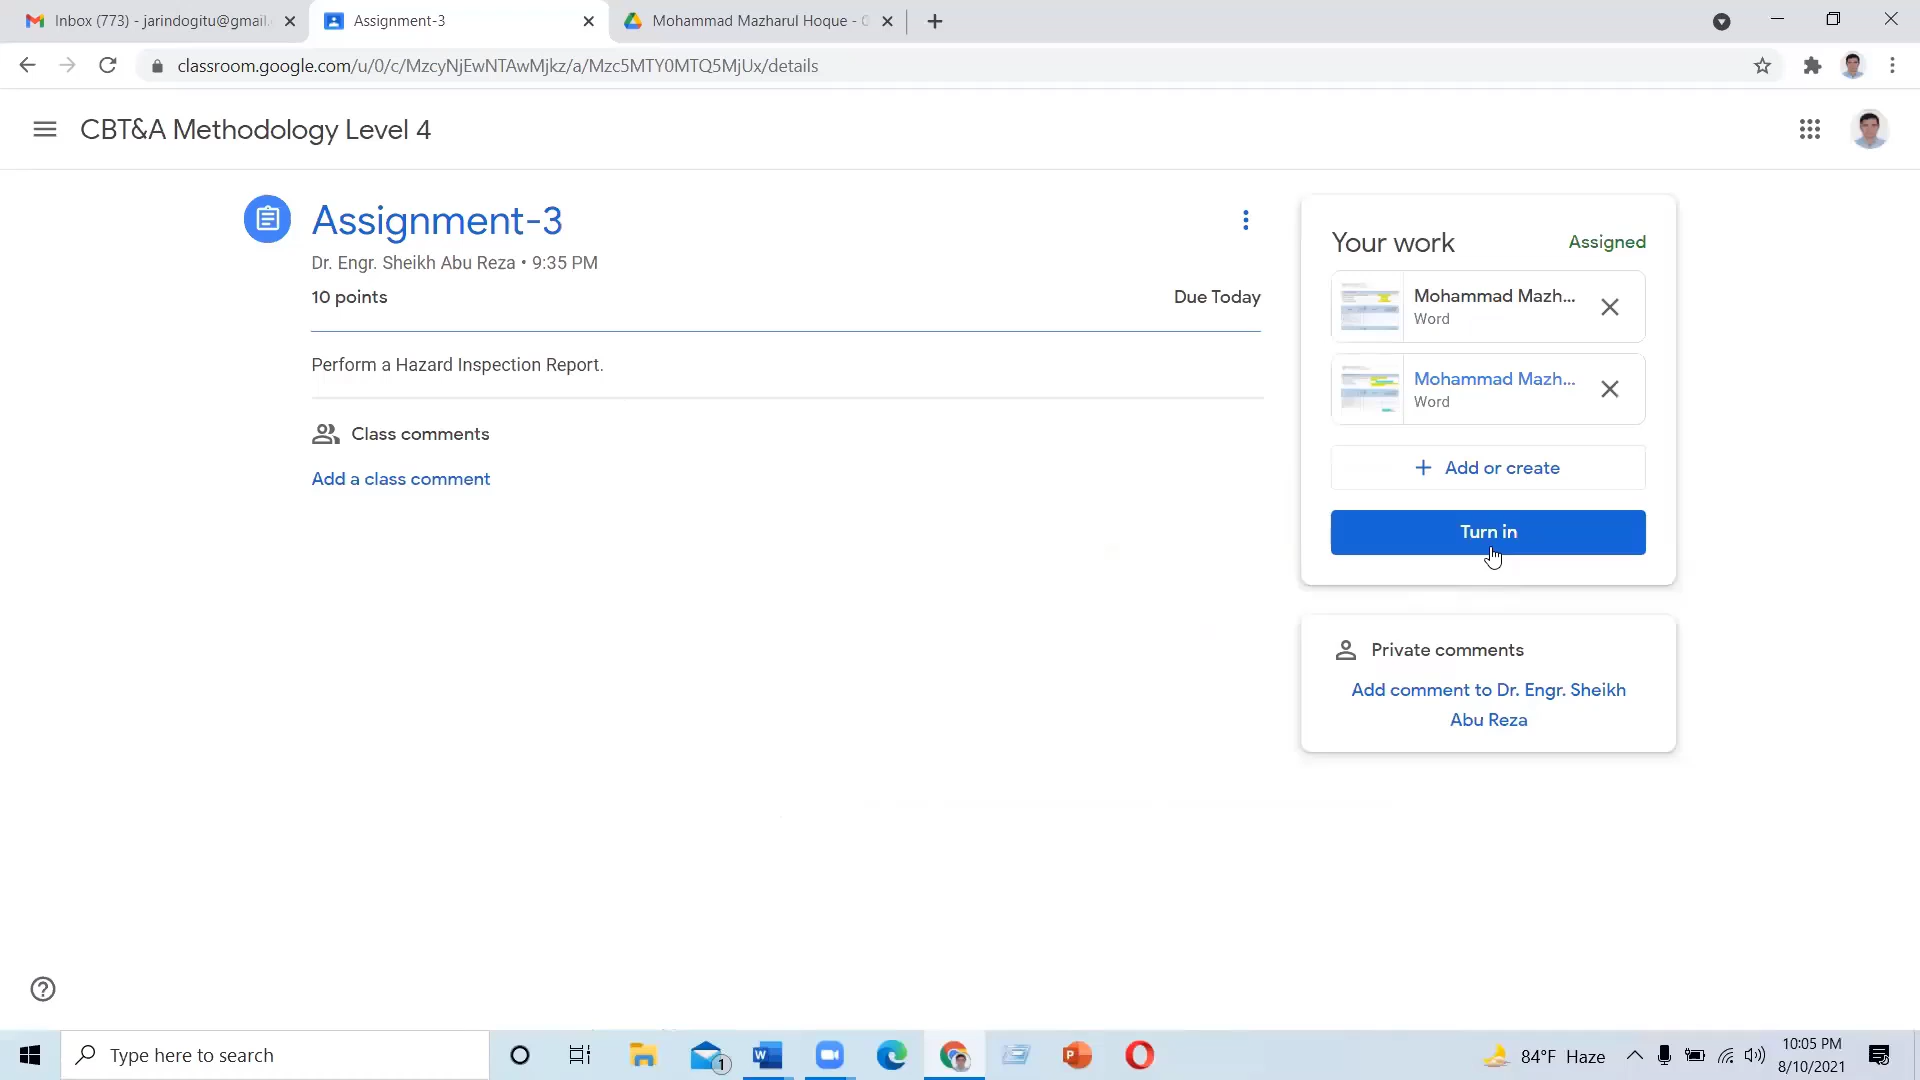 Inbox (773) - jarindogitu@gmail.
Assignment-3
Mohammad Mazharul Hoque -
classroom.google.com/u/0/c/MzcyNjEwNTAwMjkz/a/Mzc5MTY0MTQ5MjUx/details
CBT&A Methodology Level 4
Assignment-3
Dr. Engr. Sheikh Abu Reza • 9:35 PM
10 points
Due Today
Perform a Hazard Inspection Report.
Class comments
Add a class comment
Your work
Assigned
Mohammad Mazh...
Word
Mohammad Mazh...
Word
+ Add or create
Turn in
Private comments
Add comment to Dr. Engr. Sheikh
Abu Reza
Type here to search
1
84°F Haze
10:05 PM
8/10/2021